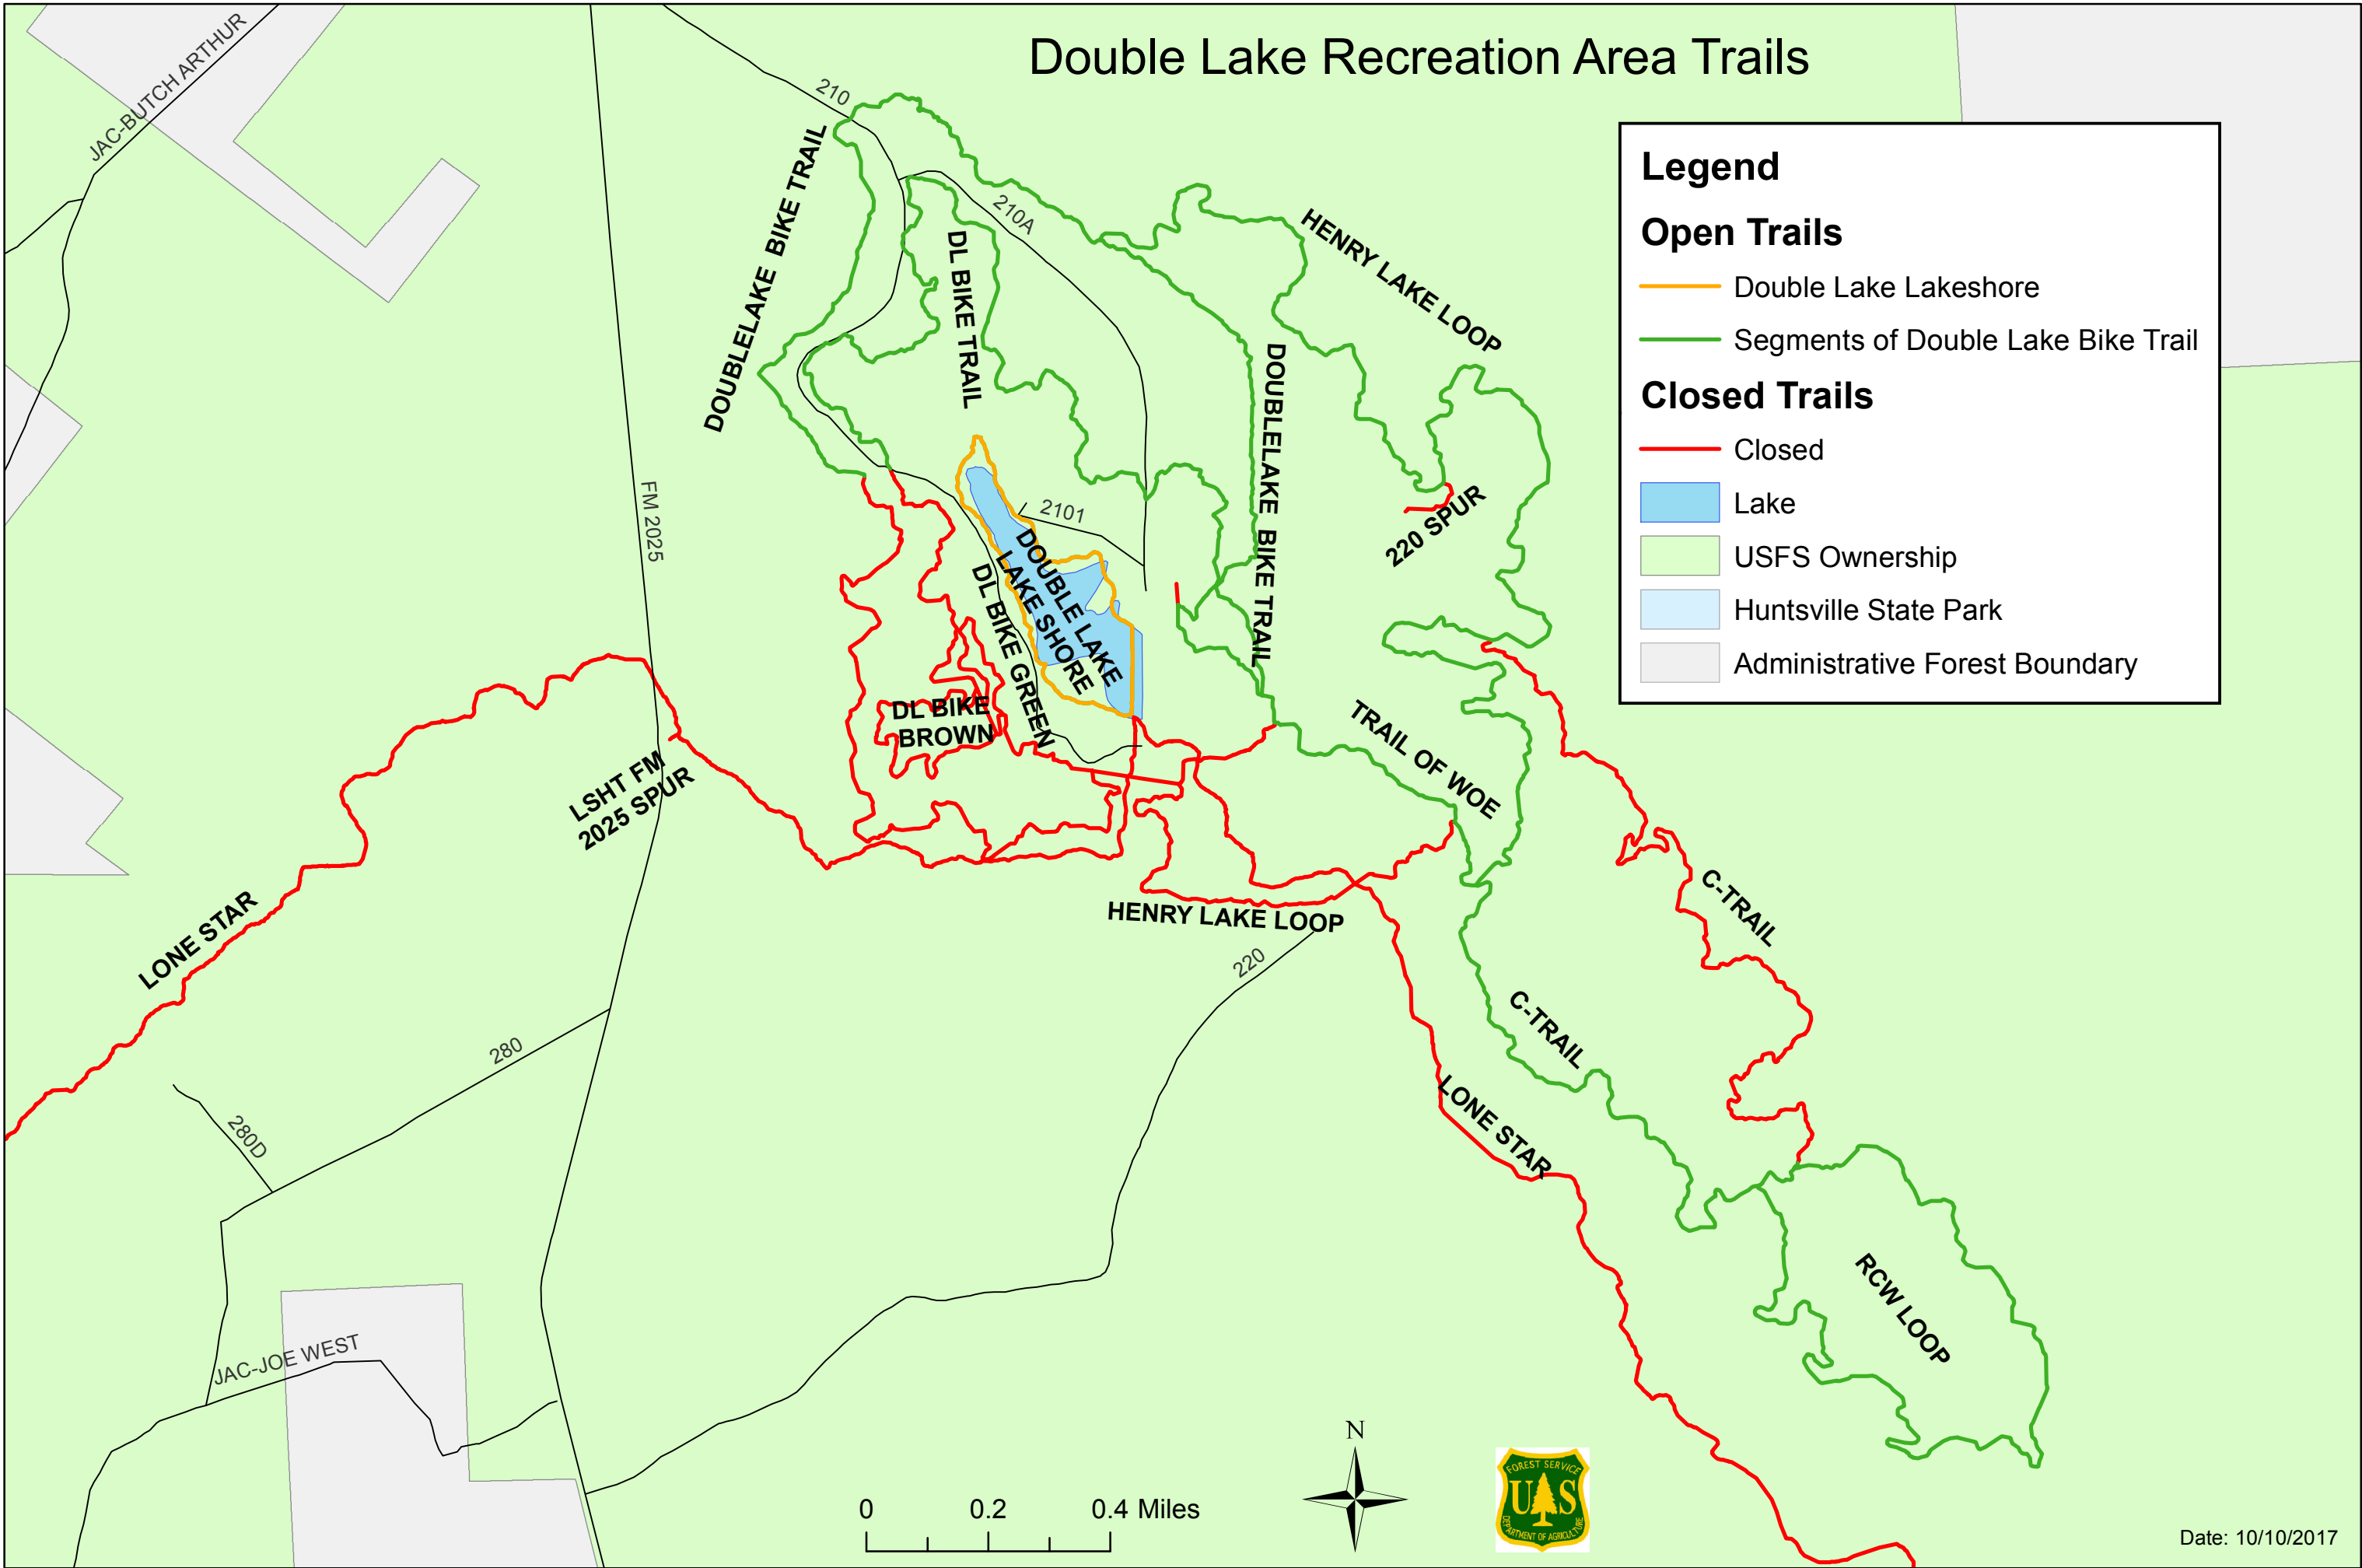 Double Lake Recreation Area Trails
JAC-BUTCH ARTHUR
210
DOUBLELAKE BIKE TRAIL
210A
DL BIKE TRAIL
HENRY LAKE LOOP
Legend
Open Trails
Double Lake Lakeshore
Segments of Double Lake Bike Trail
Closed Trails
Closed
Lake
USFS Ownership
Huntsville State Park
Administrative Forest Boundary
DOUBLELAKE BIKE TRAIL
FM 2025
2101
220 SPUR
DOUBLE LAKE
LAKE SHORE
DL BIKE GREEN
DL BIKE
BROWN
TRAIL OF WOE
LSHT FM
2025 SPUR
LONE STAR
HENRY LAKE LOOP
220
C-TRAIL
C-TRAIL
280
280D
LONE STAR
RCW LOOP
JAC-JOE WEST
N
0
0.2
0.4 Miles
FOREST SERVICE
U S
DEPARTMENT OF AGRICULTURE
Date: 10/10/2017